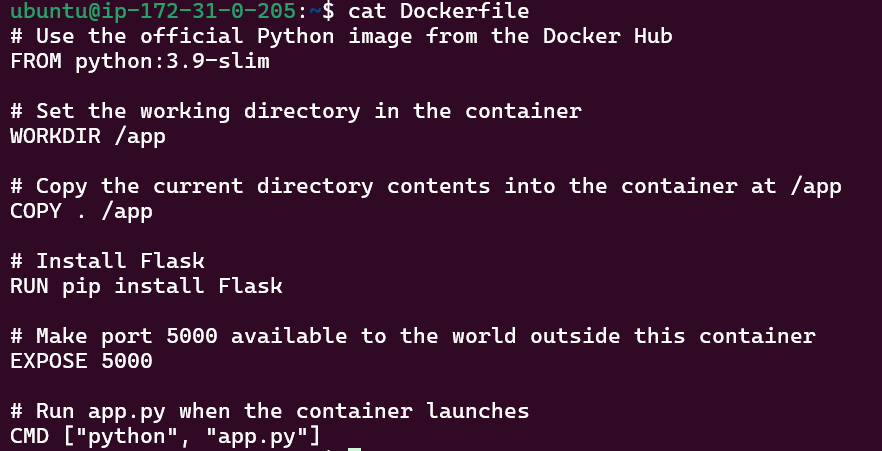 ubuntu@ip-172-31-0-205:~$ cat Dockerfile
# Use the official Python image from the Docker Hub
FROM python:3.9-slim
# Set the working directory in the container
WORKDIR /app
# Copy the current directory contents into the container at /app
COPY . /app
# Install Flask
RUN pip install Flask
# Make port 5000 available to the world outside this container
EXPOSE 5000
# Run app.py when the container launches
CMD ["python", "app.py"]